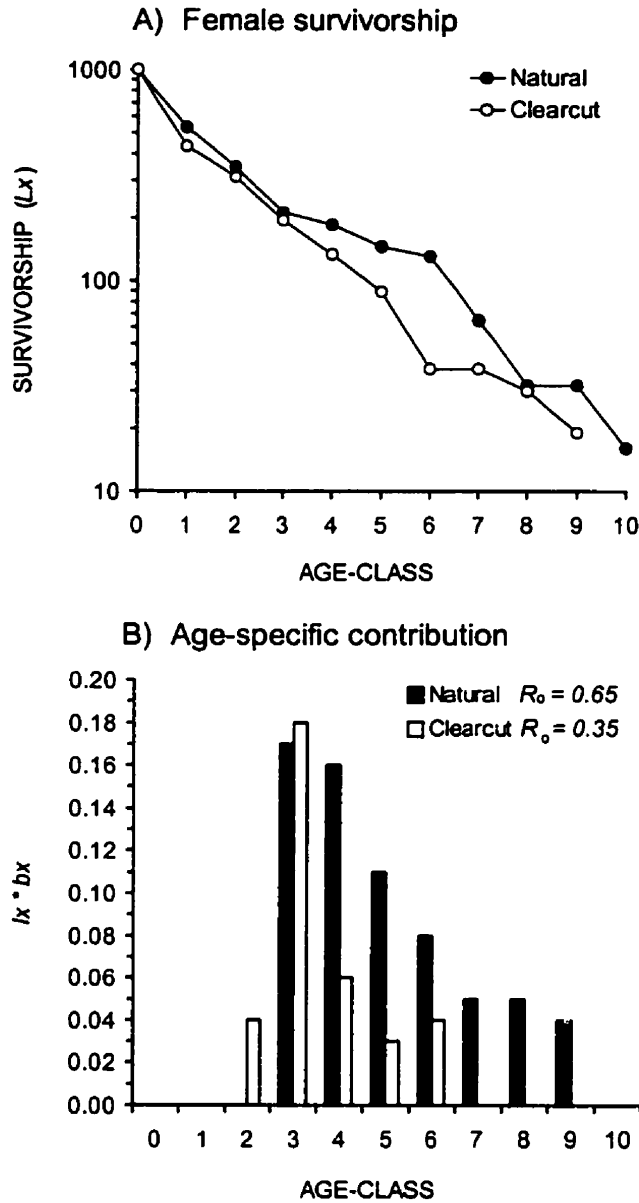 A) Female survivorship
1000
Natural
Clearcut
SURVIVORSHIP (Lx)
100
10
0 1 2 3 4 5 6 7 8 9 10
AGE-CLASS
B) Age-specific contribution
0.20
Natural Ro = 0.65
0.18
Clearcut Ro = 0.35
0.16
0.14
0.12
0.10
lx * bx
0.08
0.06
0.04
0.02
0.00
0 1 2 3 4 5 6 7 8 9 10
AGE-CLASS